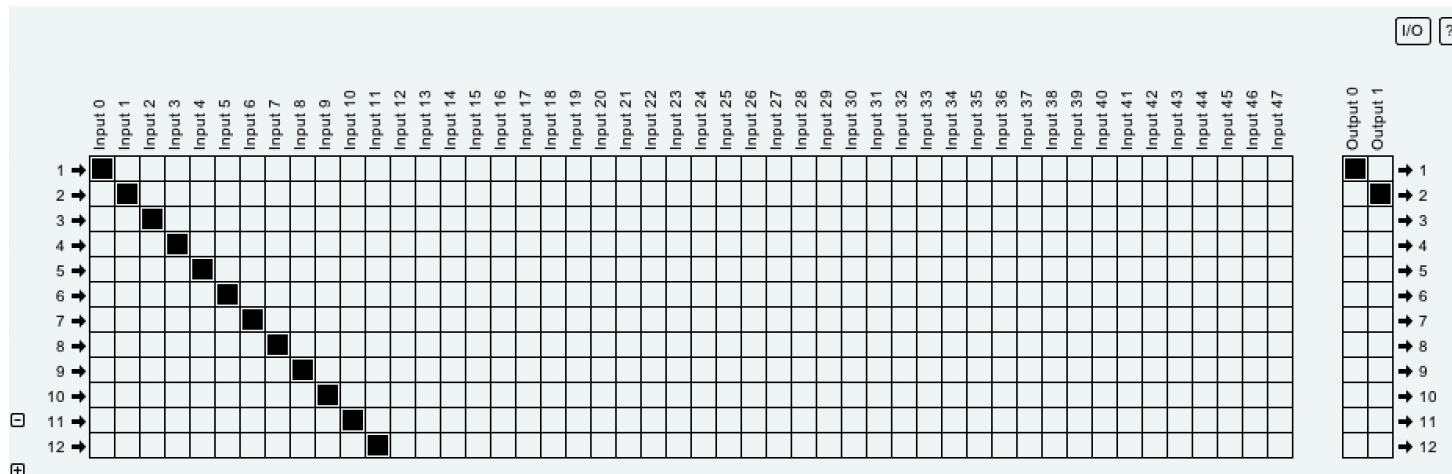 I/O ?
Input 0 Input 1 Input 2 Input 3 Input 4 Input 5 Input 6 Input 7 Input 8 Input 9 Input 10 Input 11 Input 12 Input 13 Input 14 Input 15 Input 16 Input 17 Input 18 Input 19 Input 20 Input 21 Input 22 Input 23 Input 24 Input 25 Input 26 Input 27 Input 28 Input 29 Input 30 Input 31 Input 32 Input 33 Input 34 Input 35 Input 36 Input 37 Input 38 Input 39 Input 40 Input 41 Input 42 Input 43 Input 44 Input 45 Input 46 Input 47 Output 0 Output 1
1 → → 1
2 → → 2
3 → → 3
4 → → 4
5 → → 5
6 → → 6
7 → → 7
8 → → 8
9 → → 9
10 → → 10
- 11 → → 11
12 → → 12
+